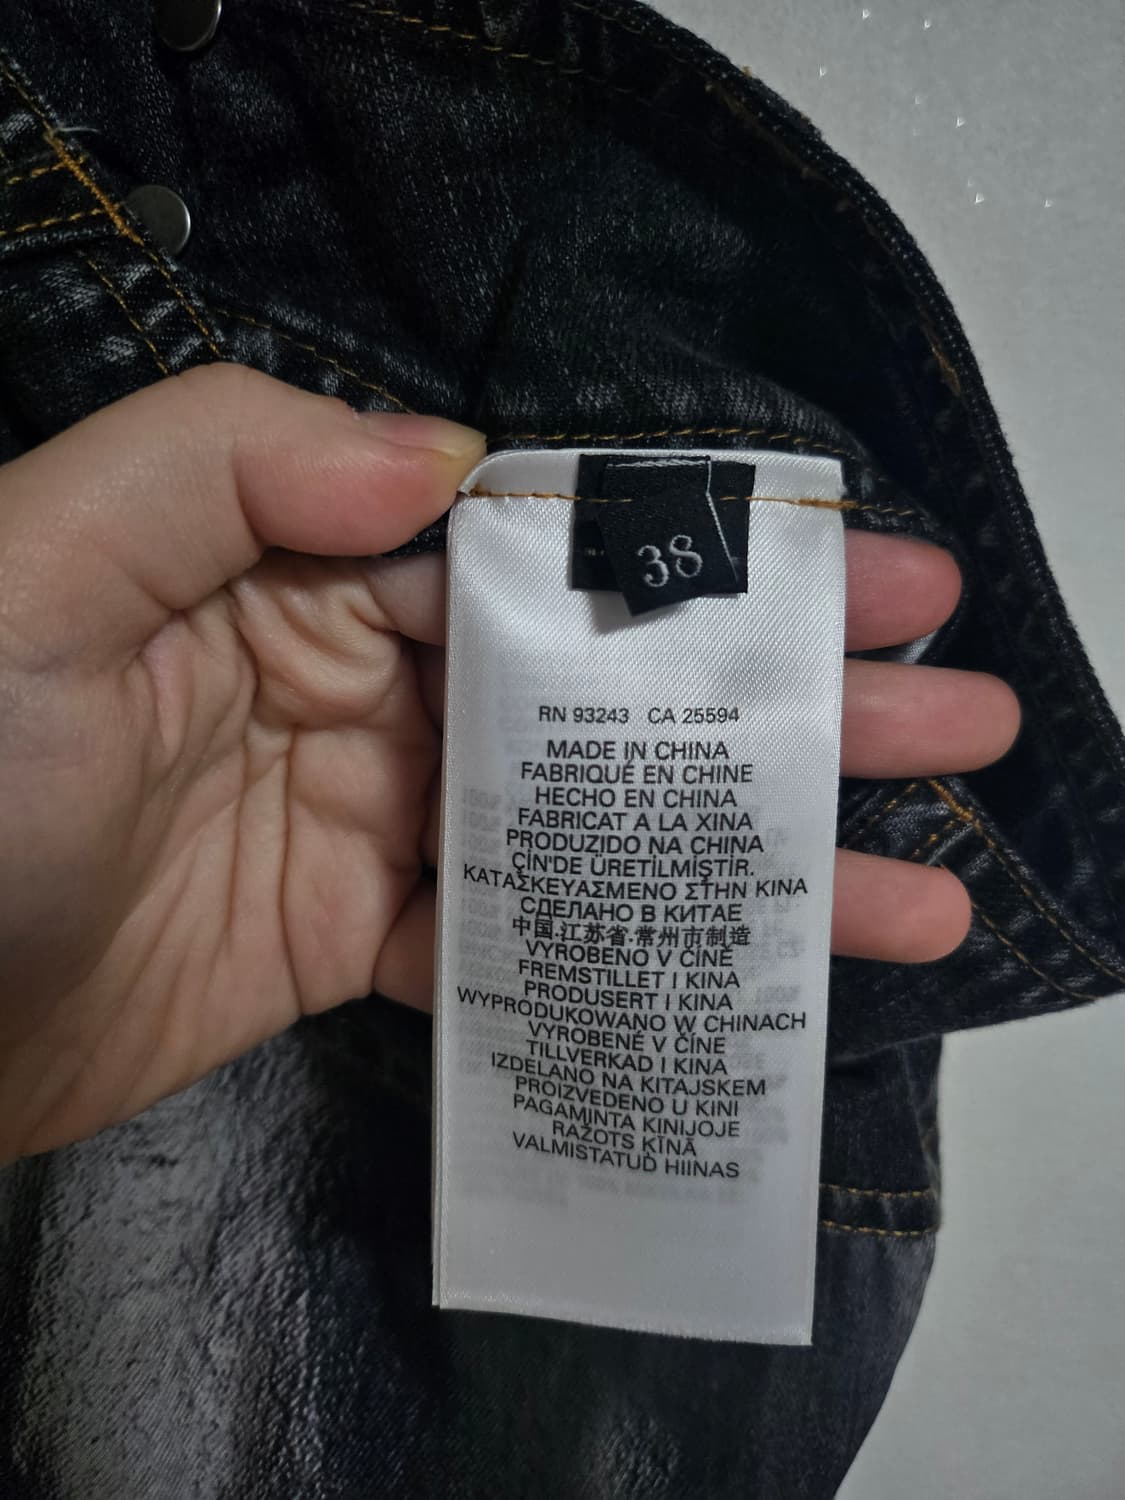 38
RN 93243 CA 25594
MADE IN CHINA
FABRIQUÉ EN CHINE
HECHO EN CHINA
FABRICAT A LA XINA
PRODUZIDO NA CHINA
ÇİN'DE ÜRETİLMİŞTİR.
ΚΑΤΑΣΚΕΥΑΣΜΕΝΟ ΣΤΗΝ ΚΙΝΑ
СДЕЛАНО В КИТАЕ
中国.江苏省.常州市制造
VYROBENO V ČÍNĚ
FREMSTILLET I KINA
PRODUSERT I KINA
WYPRODUKOWANO W CHINACH
VYROBENÉ V ČÍNE
TILLVERKAD I KINA
IZDELANO NA KITAJSKEM
PROIZVEDENO U KINI
PAGAMINTA KINIJOJE
RAŽOTS ĶĪNĀ
VALMISTATUD HIINAS